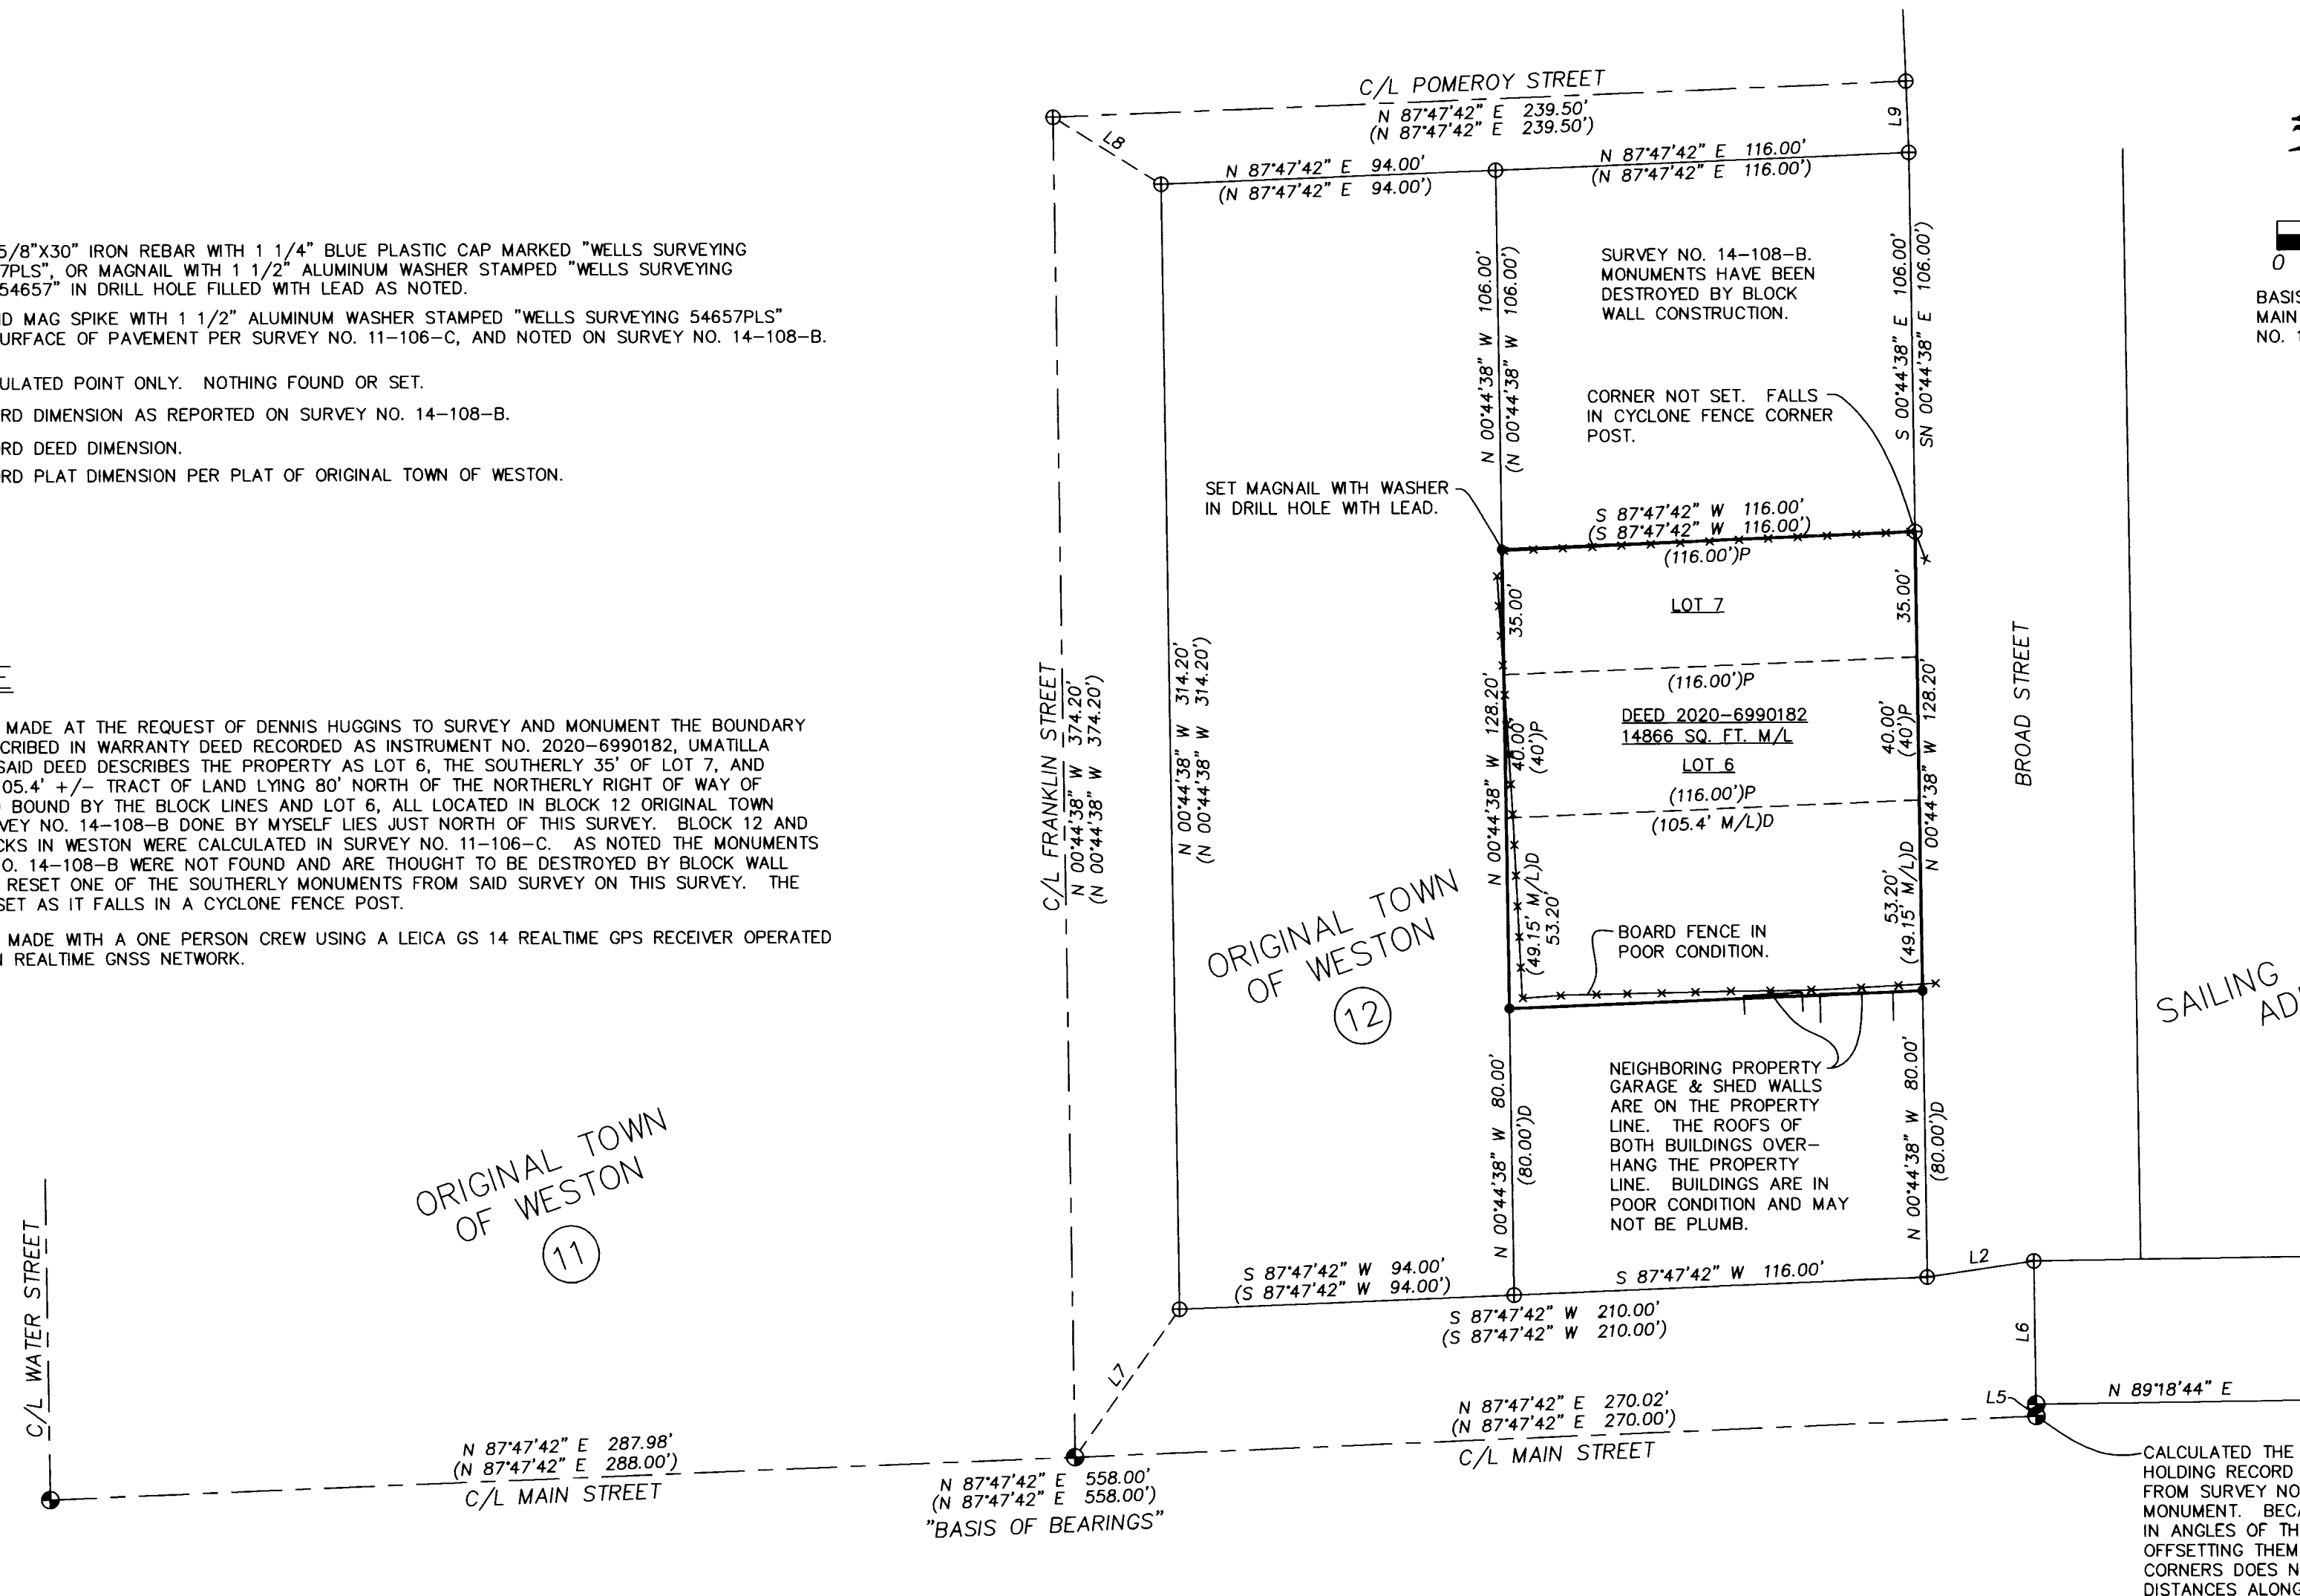 5/8"X30" IRON REBAR WITH 1 1/4" BLUE PLASTIC CAP MARKED "WELLS SURVEYING
7PLS", OR MAGNAIL WITH 1 1/2" ALUMINUM WASHER STAMPED "WELLS SURVEYING
54657" IN DRILL HOLE FILLED WITH LEAD AS NOTED.
D MAG SPIKE WITH 1 1/2" ALUMINUM WASHER STAMPED "WELLS SURVEYING 54657PLS"
URFACE OF PAVEMENT PER SURVEY NO. 11-106-C, AND NOTED ON SURVEY NO. 14-108-B.
ULATED POINT ONLY. NOTHING FOUND OR SET.
RD DIMENSION AS REPORTED ON SURVEY NO. 14-108-B.
RD DEED DIMENSION.
RD PLAT DIMENSION PER PLAT OF ORIGINAL TOWN OF WESTON.
MADE AT THE REQUEST OF DENNIS HUGGINS TO SURVEY AND MONUMENT THE BOUNDARY
CRIBED IN WARRANTY DEED RECORDED AS INSTRUMENT NO. 2020-6990182, UMATILLA
SAID DEED DESCRIBES THE PROPERTY AS LOT 6, THE SOUTHERLY 35' OF LOT 7, AND
05.4' +/- TRACT OF LAND LYING 80' NORTH OF THE NORTHERLY RIGHT OF WAY OF
BOUND BY THE BLOCK LINES AND LOT 6, ALL LOCATED IN BLOCK 12 ORIGINAL TOWN
VEY NO. 14-108-B DONE BY MYSELF LIES JUST NORTH OF THIS SURVEY. BLOCK 12 AND
CKS IN WESTON WERE CALCULATED IN SURVEY NO. 11-106-C. AS NOTED THE MONUMENTS
O. 14-108-B WERE NOT FOUND AND ARE THOUGHT TO BE DESTROYED BY BLOCK WALL
RESET ONE OF THE SOUTHERLY MONUMENTS FROM SAID SURVEY ON THIS SURVEY. THE
SET AS IT FALLS IN A CYCLONE FENCE POST.
MADE WITH A ONE PERSON CREW USING A LEICA GS 14 REALTIME GPS RECEIVER OPERATED
N REALTIME GNSS NETWORK.
C/L POMEROY STREET
N 87°47'42" E 239.50'
(N 87°47'42" E 239.50')
L8
L9
N 87°47'42" E 94.00'
(N 87°47'42" E 94.00')
N 87°47'42" E 116.00'
(N 87°47'42" E 116.00')
N 00°44'38" W 106.00'
(N 00°44'38" W 106.00')
SURVEY NO. 14-108-B.
MONUMENTS HAVE BEEN
DESTROYED BY BLOCK
WALL CONSTRUCTION.
S 00°44'38" E 106.00'
SN 00°44'38" E 106.00')
0
BASIS
MAIN
NO. 1
CORNER NOT SET. FALLS
IN CYCLONE FENCE CORNER
POST.
SET MAGNAIL WITH WASHER
IN DRILL HOLE WITH LEAD.
S 87°47'42" W 116.00'
(S 87°47'42" W 116.00')
(116.00')P
35.00'
LOT 7
35.00'
(116.00')P
C/L FRANKLIN STREET
N 00°44'38" W 374.20'
(N 00°44'38" W 374.20')
N 00°44'38" W 314.20'
(N 00°44'38" W 314.20')
N 00°44'38" W 128.20'
40.00'
(40')P
DEED 2020-6990182
14866 SQ. FT. M/L
LOT 6
40.00'
(40')P
N 00°44'38" W 128.20'
BROAD STREET
(116.00')P
(105.4' M/L)D
(49.15' M/L)D
53.20'
53.20'
(49.15' M/L)D
BOARD FENCE IN
POOR CONDITION.
ORIGINAL TOWN
OF WESTON
12
SAILING
AD
N 00°44'38" W 80.00'
(80.00')D
NEIGHBORING PROPERTY
GARAGE & SHED WALLS
ARE ON THE PROPERTY
LINE. THE ROOFS OF
BOTH BUILDINGS OVER-
HANG THE PROPERTY
LINE. BUILDINGS ARE IN
POOR CONDITION AND MAY
NOT BE PLUMB.
N 00°44'38" W 80.00'
(80.00')D
ORIGINAL TOWN
OF WESTON
11
C/L WATER STREET
S 87°47'42" W 94.00'
(S 87°47'42" W 94.00')
S 87°47'42" W 116.00'
L2
S 87°47'42" W 210.00'
(S 87°47'42" W 210.00')
L6
L7
L5
N 89°18'44" E
N 87°47'42" E 270.02'
(N 87°47'42" E 270.00')
C/L MAIN STREET
N 87°47'42" E 287.98'
(N 87°47'42" E 288.00')
C/L MAIN STREET
N 87°47'42" E 558.00'
(N 87°47'42" E 558.00')
"BASIS OF BEARINGS"
CALCULATED THE
HOLDING RECORD
FROM SURVEY NO
MONUMENT. BECA
IN ANGLES OF TH
OFFSETTING THEM
CORNERS DOES N
DISTANCES ALONG